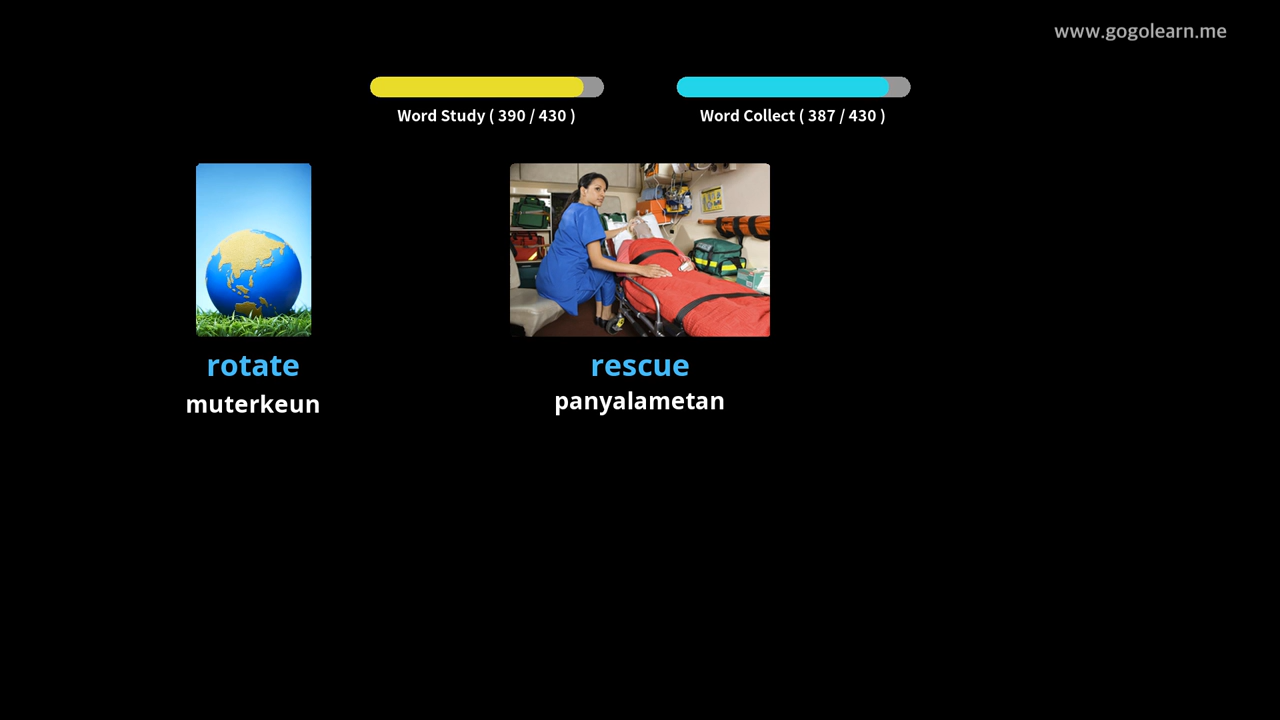 www.gogolearn.me
Word Study ( 390 / 430 )
Word Collect ( 387 / 430 )
rotate
muterkeun
rescue
panyalametan